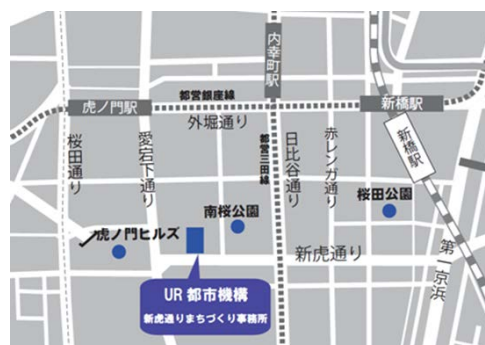 内幸町駅
都営銀座線
虎ノ門駅
新橋駅
外堀通り
新橋駅
桜田通り
愛宕下通り
都営三田線
日比谷通り
赤レンガ通り
桜田公園
南桜公園
虎ノ門ヒルズ
新虎通り
第一京浜
UR 都市機構
新虎通りまちづくり事務所